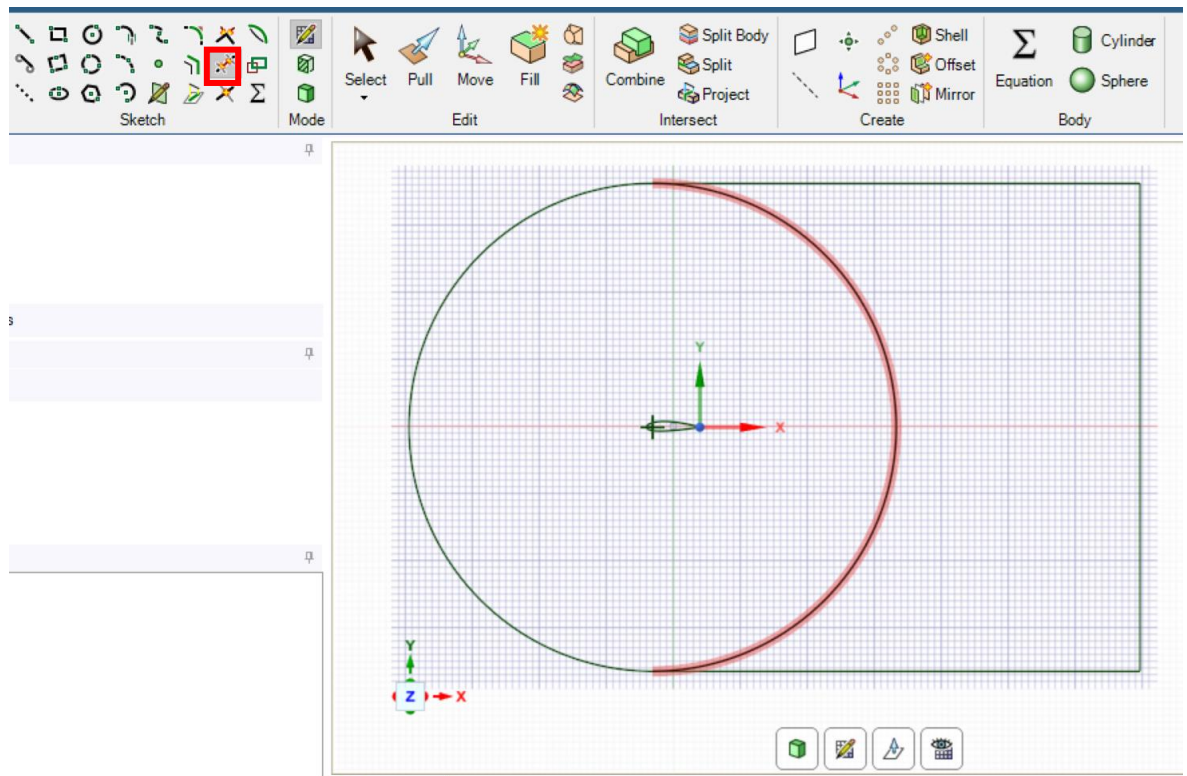 Split Body
Shell
Cylinder
Split
Offset
Select
Pull
Move
Fill
Combine
Equation
Sphere
Project
Mirror
Sketch
Mode
Edit
Intersect
Create
Body
s
Y
X
Y
Z
X